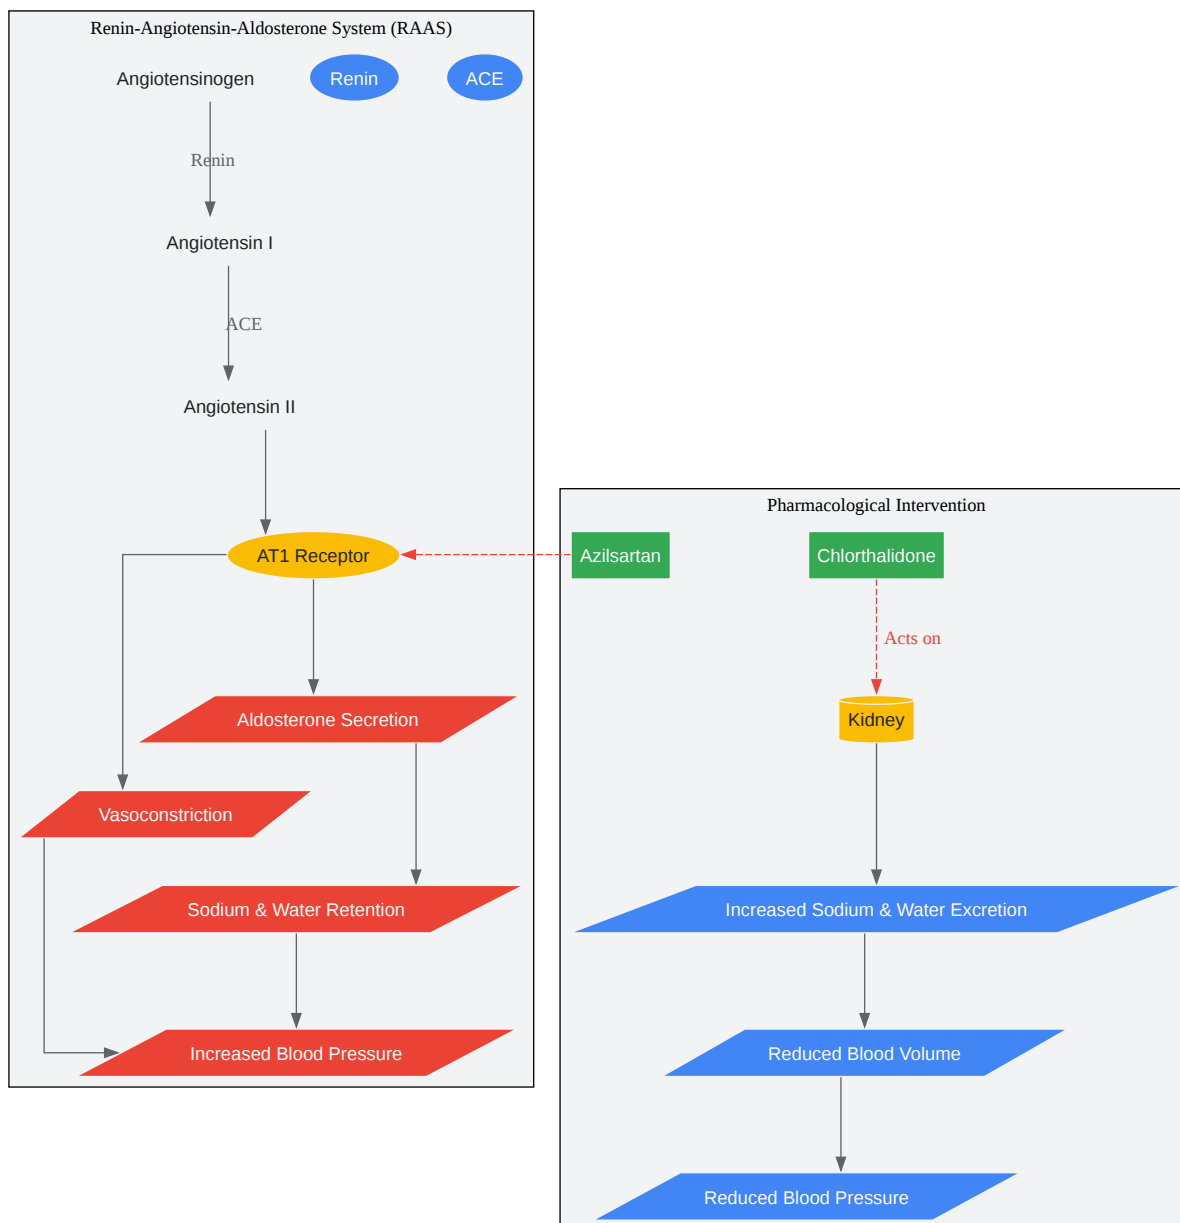 Renin-Angiotensin-Aldosterone System (RAAS)
Angiotensinogen
Renin
ACE
Renin
Angiotensin I
ACE
Angiotensin II
Pharmacological Intervention
AT1 Receptor
Azilsartan
Chlorthalidone
Acts on
Aldosterone Secretion
Kidney
Vasoconstriction
Sodium & Water Retention
Increased Sodium & Water Excretion
Increased Blood Pressure
Reduced Blood Volume
Reduced Blood Pressure